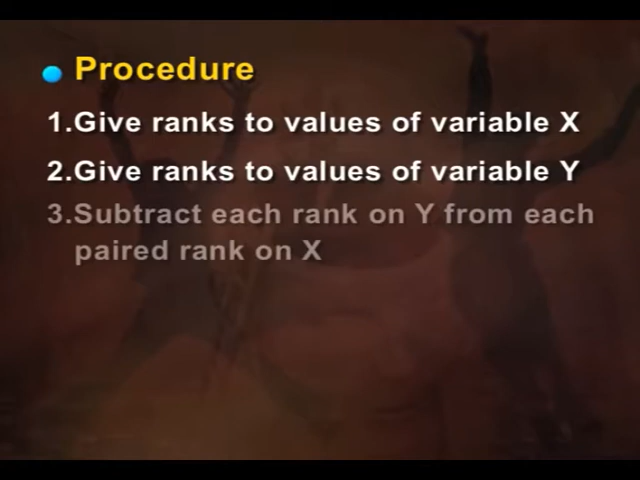 Procedure
1.Give ranks to values of variable X
2.Give ranks to values of variable Y
3.Subtract each rank on Y from each
paired rank on X